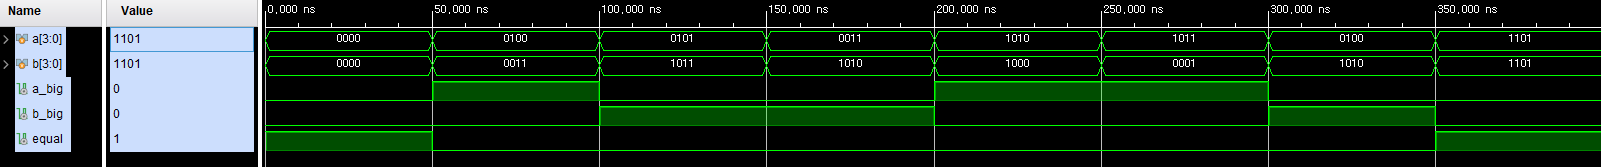 Name Value 0,000 ns 50,000 ns 100,000 ns 150,000 ns 200,000 ns 250,000 ns 300,000 ns 350,000 ns
a[3:0] 1101 0000 0100 0101 0011 1010 1011 0100 1101
b[3:0] 1101 0000 0011 1011 1010 1000 0001 1010 1101
a_big 0
b_big 0
equal 1